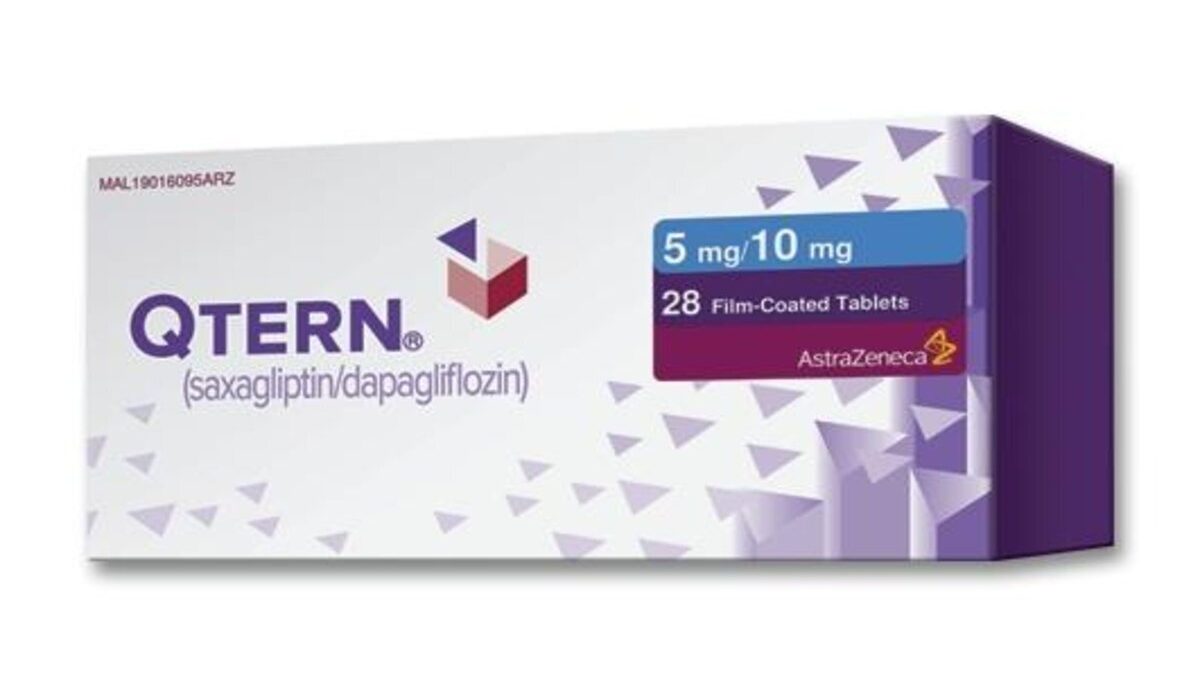 MAL19016095ARZ
QTERN®
(saxagliptin/dapagliflozin)
5 mg/10 mg
28 Film-Coated Tablets
AstraZeneca